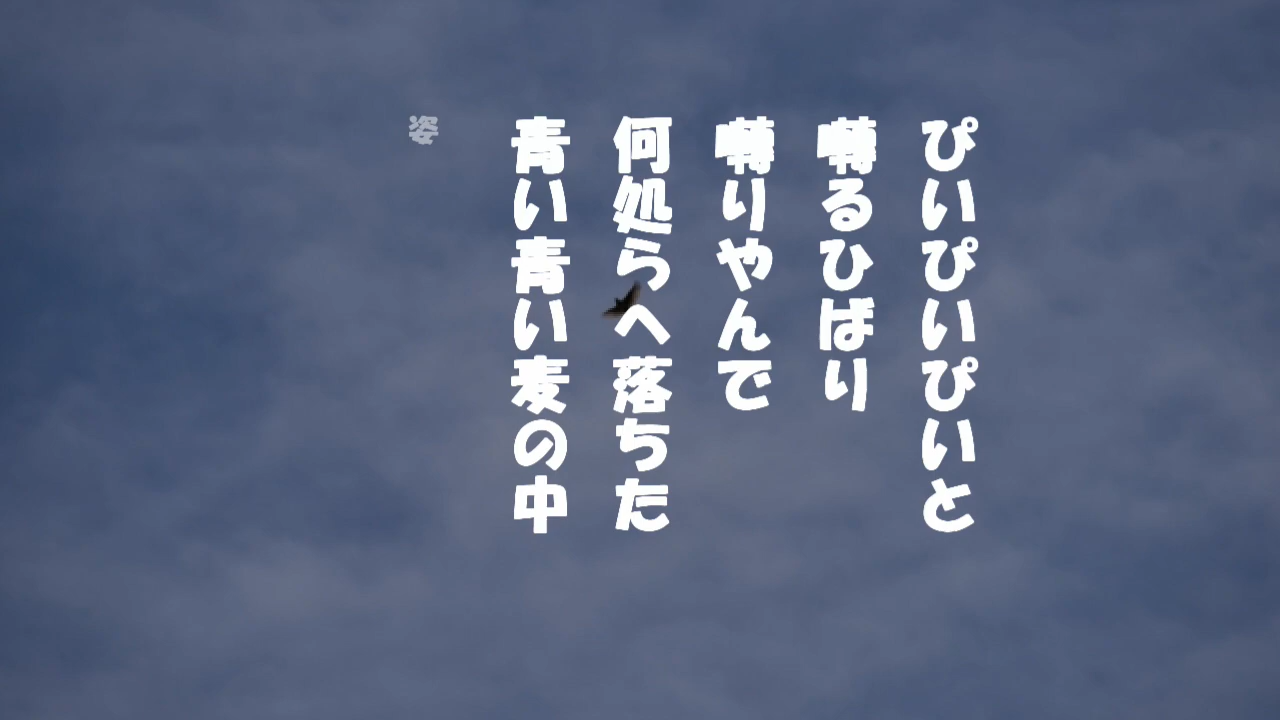 ぴいぴいぴいと
囀るひばり
囀りやんで
何処らへ落ちた
青い青い麦の中
姿